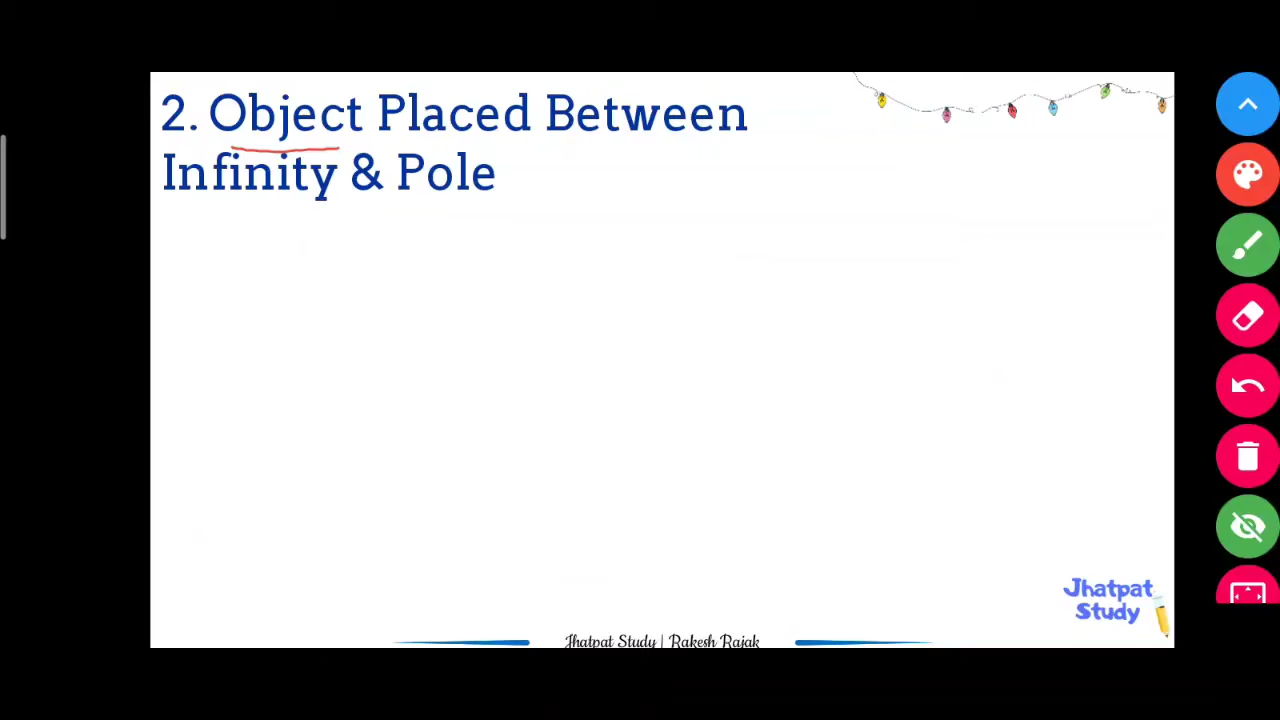 2. Object Placed Between
Infinity & Pole
Jhatpat
Study
Jhatpat Study | Rakesh Rajak